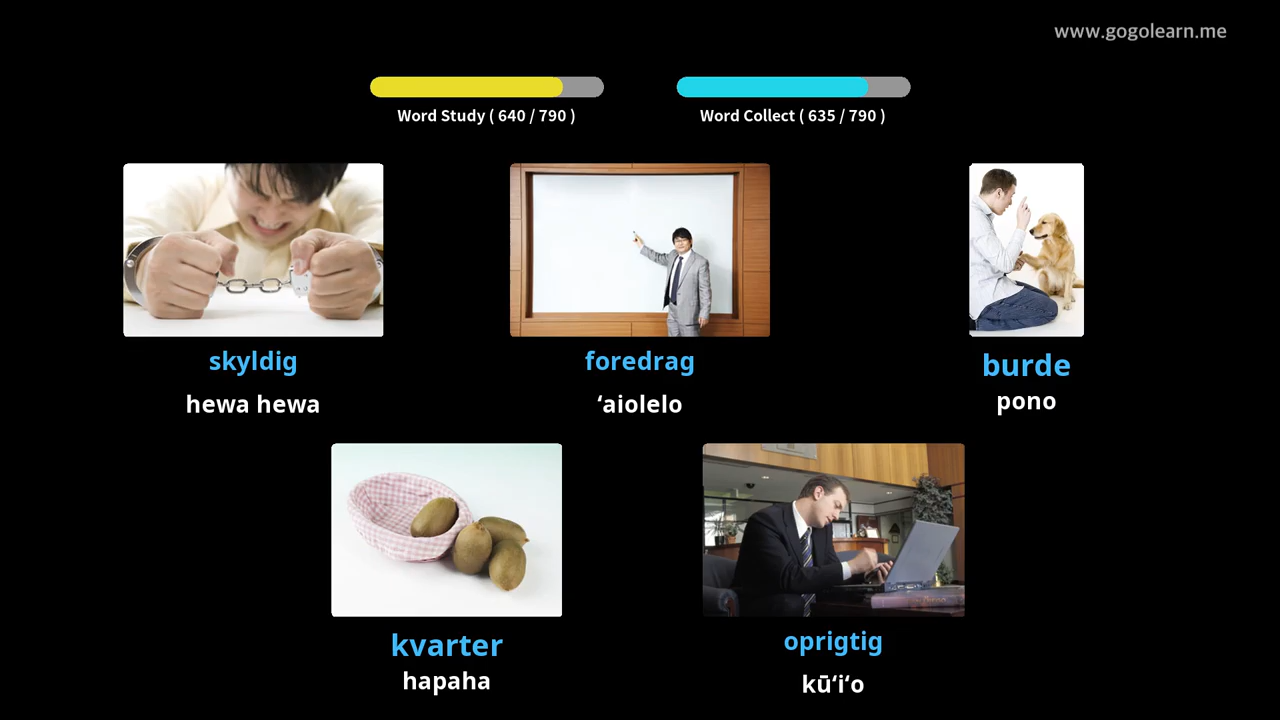 www.gogolearn.me
Word Study ( 640 / 790 )
Word Collect ( 635 / 790 )
skyldig
hewa hewa
foredrag
ʻaiolelo
burde
pono
kvarter
hapaha
oprigtig
kūʻiʻo